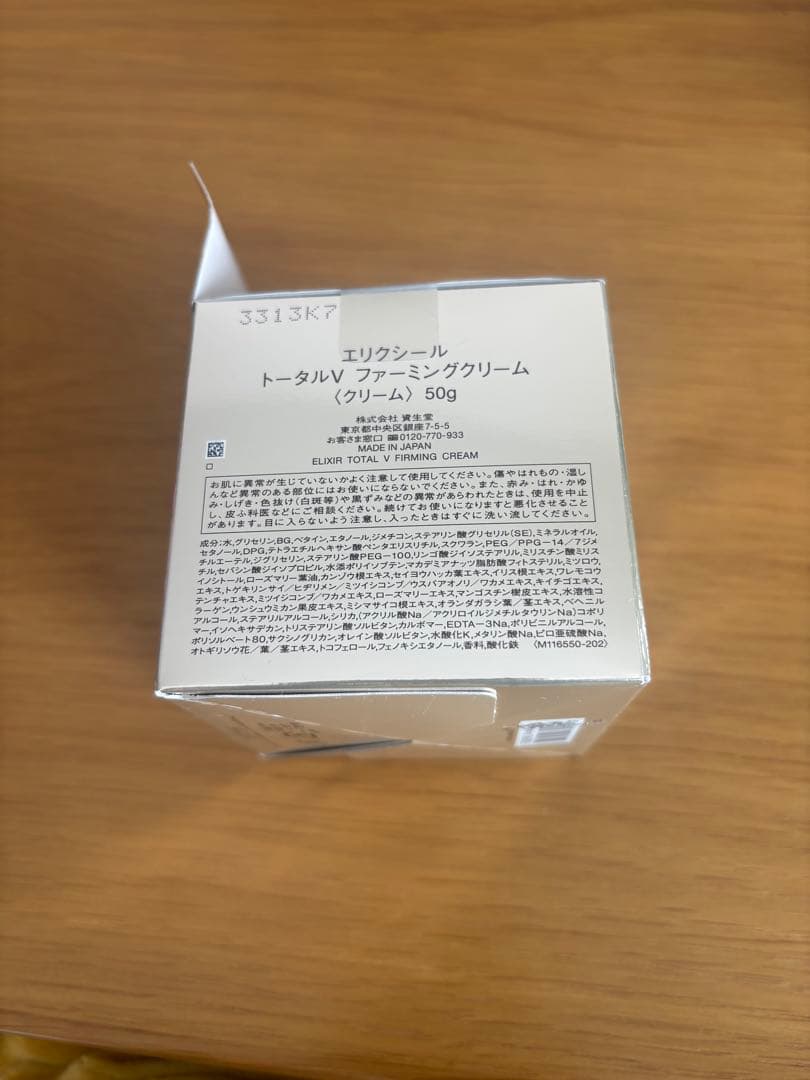 3313K7
エリクシール
トータルV ファーミングクリーム
〈クリーム〉 50g
株式会社 資生堂
東京都中央区銀座7-5-5
お客さま窓口 0120-770-933
MADE IN JAPAN
ELIXIR TOTAL V FIRMING CREAM
お肌に異常が生じていないかよく注意して使用してください。傷やはれもの・湿し
んなど異常のある部位にはお使いにならないでください。また、赤み・はれ・かゆ
み・しげき・色抜け(白斑等)や黒ずみなどの異常があらわれたときは、使用を中止
し、皮ふ科医などにご相談ください。続けてお使いになりますと悪化させること
があります。目に入らないよう注意し、入ったときはすぐに洗い流してください。
成分:水,グリセリン,BG,ベタイン,エタノール,ジメチコン,ステアリン酸グリセリル(SE),ミネラルオイル,
セタノール,DPG,テトラエチルヘキサン酸ペンタエリスリチル,スクワラン,PEG/PPG-14/7ジメ
チルエーテル,ジグリセリン,ステアリン酸PEG-100,リンゴ酸ジイソステアリル,ミリスチン酸ミリス
チル,セバシン酸ジイソプロピル,水添ポリイソブテン,マカデミアナッツ脂肪酸フィトステリル,ミツロウ,
イノシトール,ローズマリー葉油,カンゾウ根エキス,セイヨウハッカ葉エキス,イリス根エキス,ワレモコウ
エキス,トゲキリンサイ/ヒヂリメン/ミツイシコンブ/ウスバアオノリ/ワカメエキス,キイチゴエキス,
テンチャエキス,ミツイシコンブ/ワカメエキス,ローズマリーエキス,マンゴスチン樹皮エキス,水溶性コ
ラーゲン,ウンシュウミカン果皮エキス,ミシマサイコ根エキス,オランダガラシ葉/茎エキス,ベヘニル
アルコール,ステアリルアルコール,シリカ,(アクリル酸Na/アクリロイルジメチルタウリンNa)コポリ
マー,イソヘキサデカン,トリステアリン酸ソルビタン,カルボマー,EDTA-3Na,ポリビニルアルコール,
ポリソルベート80,サクシノグリカン,オレイン酸ソルビタン,水酸化K,メタリン酸Na,ピロ亜硫酸Na,
オトギリソウ花/葉/茎エキス,トコフェロール,フェノキシエタノール,香料,酸化鉄 〈M116550-202〉